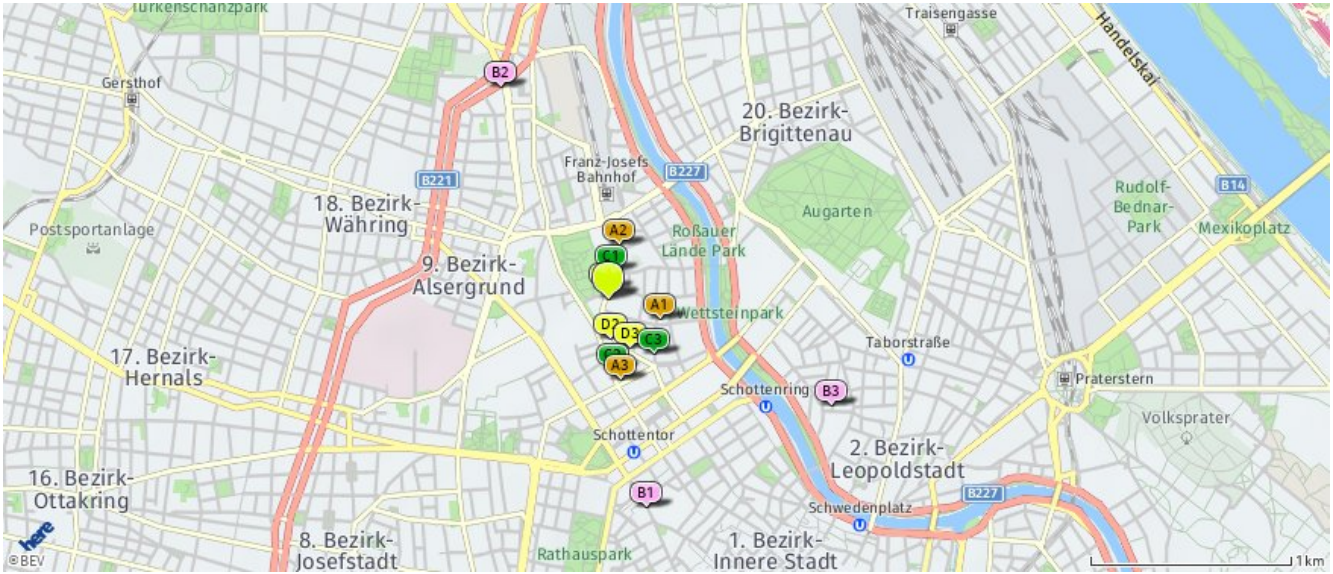 Türkenschanzpark
Traisengasse
Handelskai
B2
Gersthof
20. Bezirk-
Brigittenau
Franz-Josefs
Bahnhof
B227
B221
B14
Rudolf-
Bednar-
Park
18. Bezirk-
Währing
Augarten
Postsportanlage
A2
Roßauer
Lände Park
Mexikoplatz
C1
9. Bezirk-
Alsergrund
A1
Wettsteinpark
D2
D3
C3
Taborstraße
17. Bezirk-
Hernals
A3
Praterstern
Schottenring
B3
U
U
Volksprater
Schottentor
U
2. Bezirk-
Leopoldstadt
16. Bezirk-
Ottakring
B1
B227
Schwedenplatz
U
here
8. Bezirk-
Josefstadt
Rathauspark
1. Bezirk-
Innere Stadt
©BEV
1km